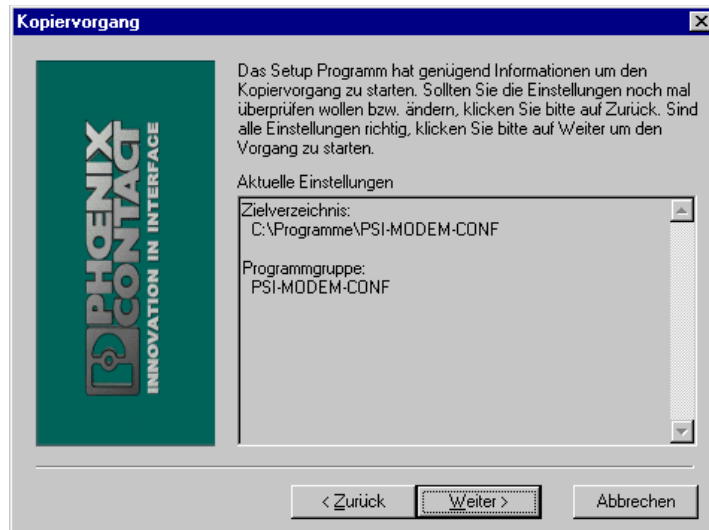 Kopiervorgang
PHŒNIX
CONTACT
INNOVATION IN INTERFACE
Das Setup Programm hat genügend Informationen um den
Kopiervorgang zu starten. Sollten Sie die Einstellungen noch mal
überprüfen wollen bzw. ändern, klicken Sie bitte auf Zurück. Sind
alle Einstellungen richtig, klicken Sie bitte auf Weiter um den
Vorgang zu starten.
Aktuelle Einstellungen
Zielverzeichnis:
C:\Programme\PSI-MODEM-CONF
Programmgruppe:
PSI-MODEM-CONF
< Zurück Weiter > Abbrechen